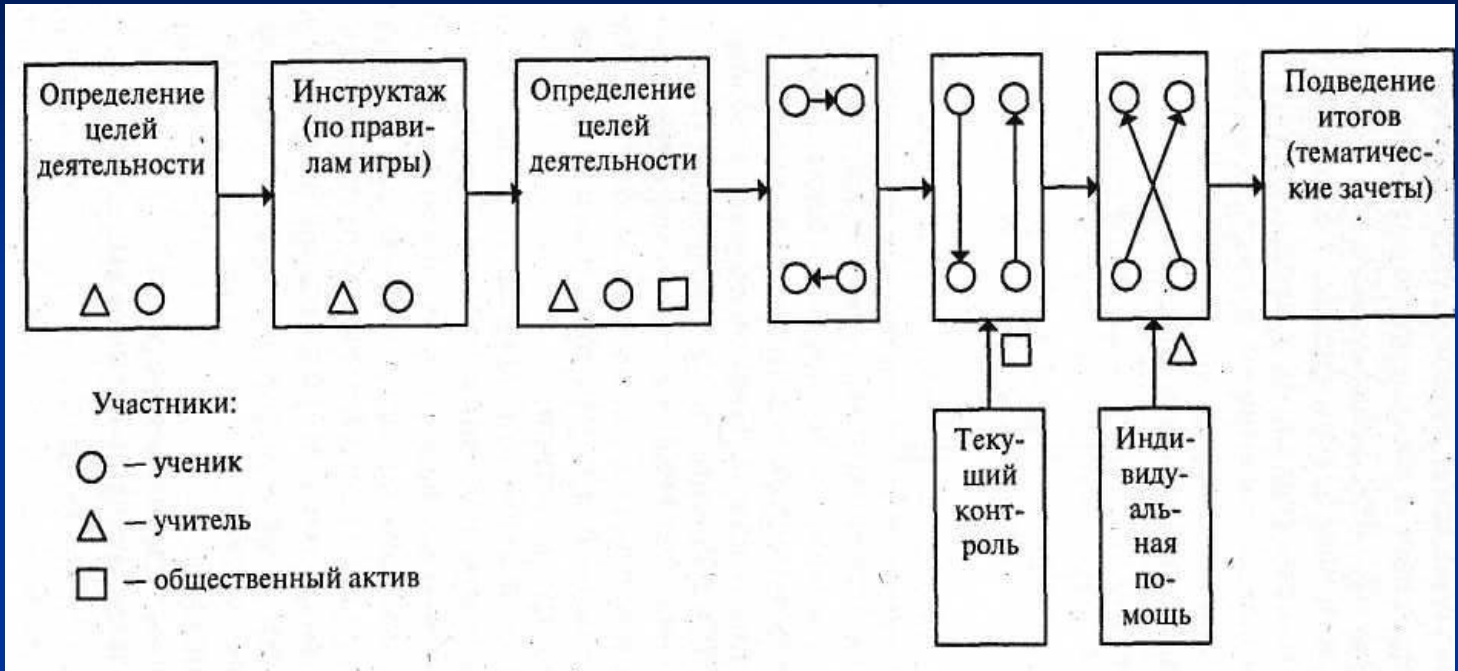 Определение
целей
деятельности
Инструктаж
(по прави-
лам игры)
Определение
целей
деятельности
Подведение
итогов
(тематичес-
кие зачеты)
Участники:
— ученик
— учитель
— общественный актив
Теку-
ший
конт-
роль
Инди-
виду-
аль-
ная
по-
мощь